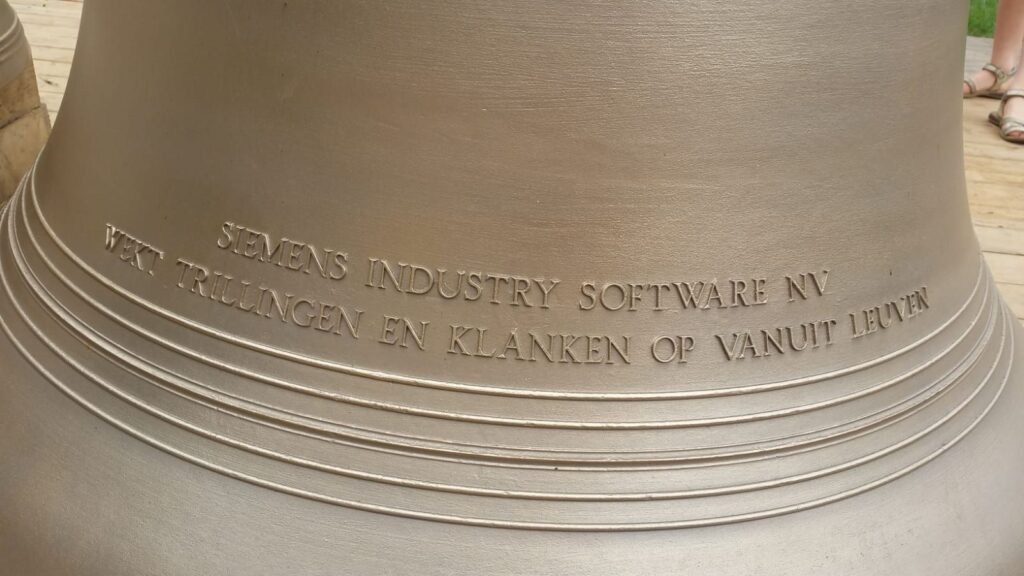 SIEMENS INDUSTRY SOFTWARE NV
WEKT TRILLINGEN EN KLANKEN OP VANUIT LEUVEN